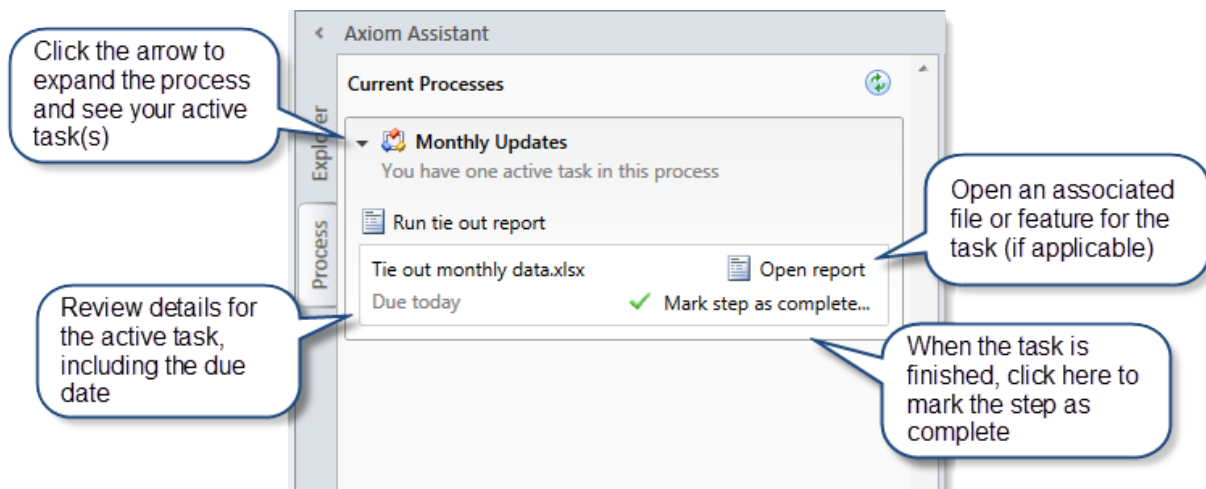 Click the arrow to
expand the process
and see your active
task(s)
Axiom Assistant
Current Processes
Explorer
Monthly Updates
You have one active task in this process
Process
Run tie out report
Tie out monthly data.xlsx
Open report
Due today
Mark step as complete...
Open an associated
file or feature for the
task (if applicable)
Review details for
the active task,
including the due
date
When the task is
finished, click here to
mark the step as
complete